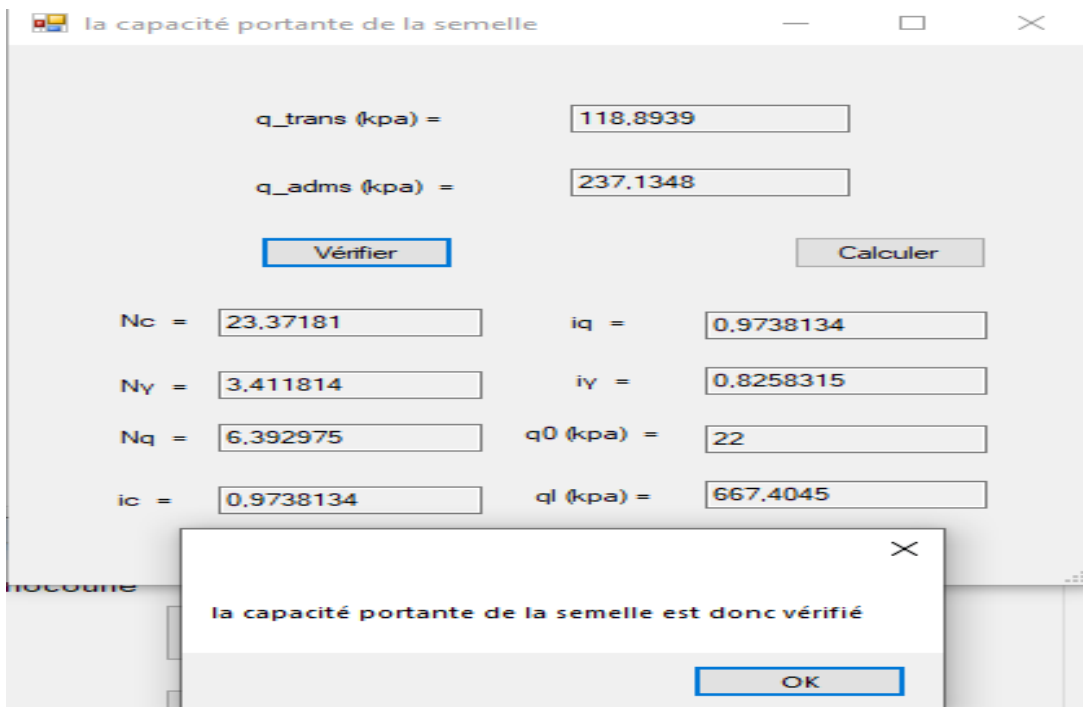 la capacité portante de la semelle
q_trans (kpa) = 118,8939
q_adms (kpa) = 237,1348
Vérifier Calculer
Nc = 23,37181 iq = 0,9738134
Nγ = 3,411814 iγ = 0,8258315
Nq = 6,392975 q0 (kpa) = 22
ic = 0,9738134 ql (kpa) = 667,4045
la capacité portante de la semelle est donc vérifié
OK